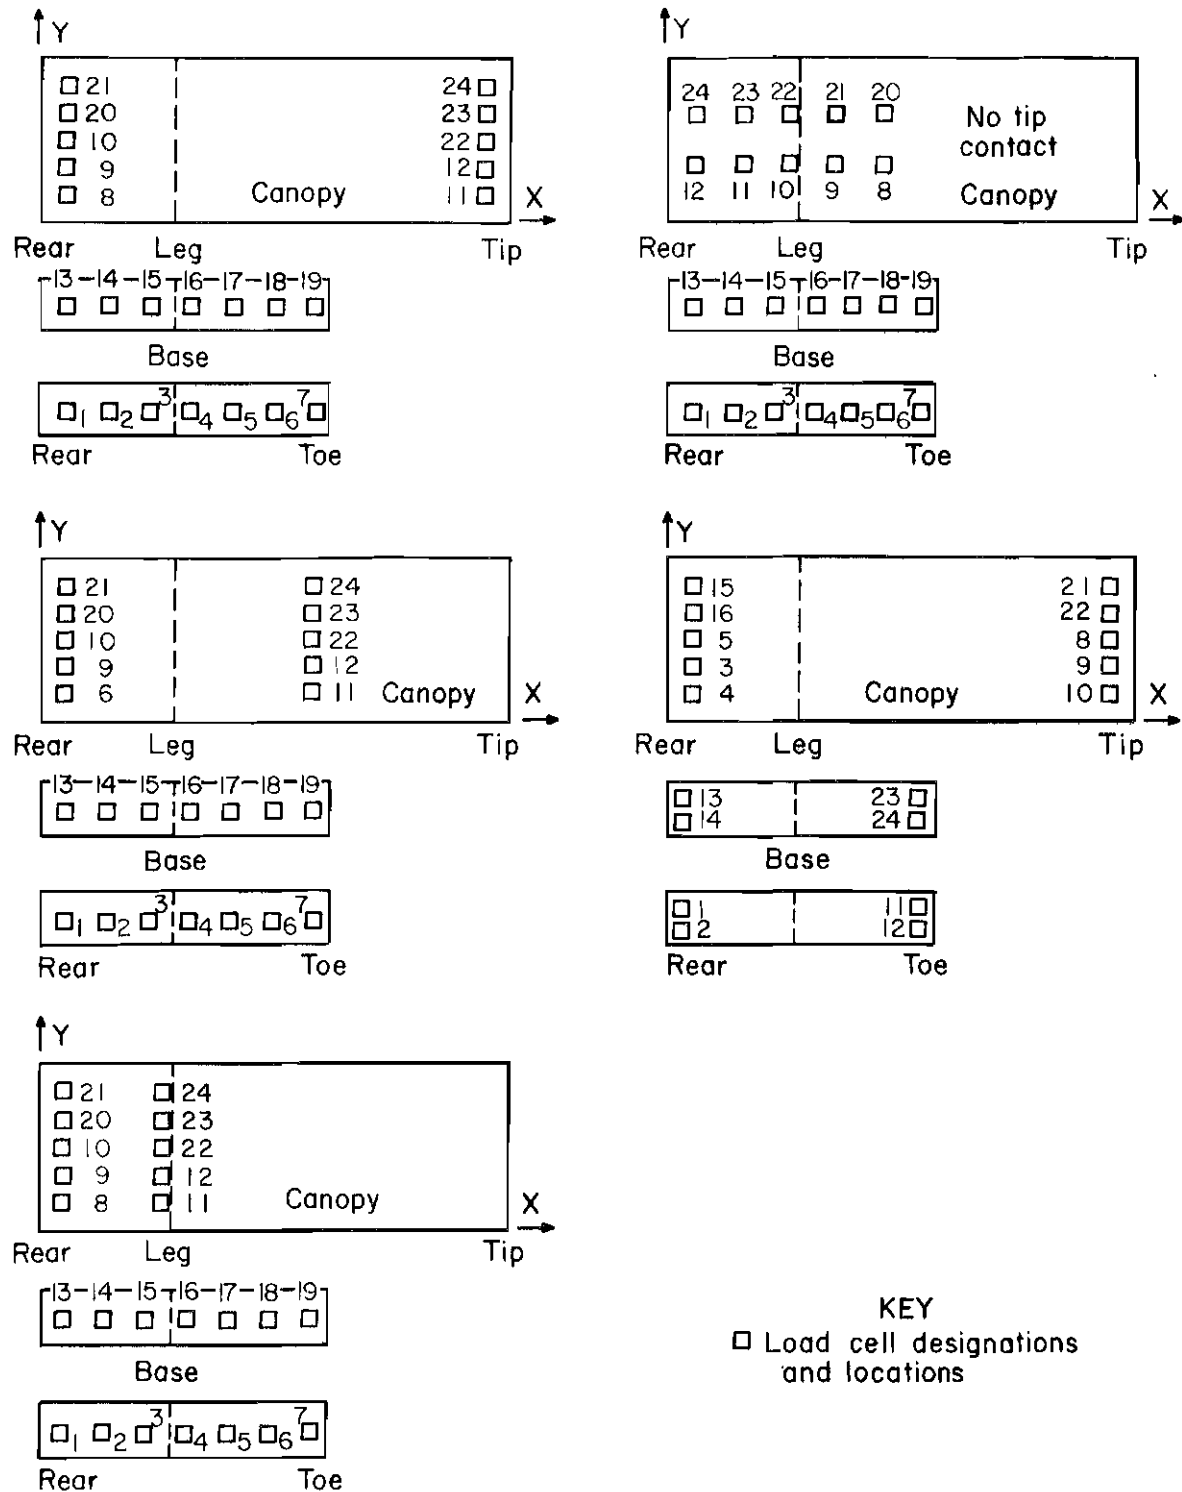 Y
21 24
20 23
10 22
9 12
8 Canopy 11 X
Rear Leg Tip
13-14-15-16-17-18-19
Base
1 2 3 4 5 6 7
Rear Toe
Y
24 23 22 21 20
No tip
contact
12 11 10 9 8 Canopy X
Rear Leg Tip
13-14-15-16-17-18-19
Base
1 2 3 4 5 6 7
Rear Toe
Y
21 24
20 23
10 22
9 12
6 11 Canopy X
Rear Leg Tip
13-14-15-16-17-18-19
Base
1 2 3 4 5 6 7
Rear Toe
Y
15 21
16 22
5 8
3 9
4 Canopy 10 X
Rear Leg Tip
13 23
14 24
Base
1 11
2 12
Rear Toe
Y
21 24
20 23
10 22
9 12
8 11 Canopy X
Rear Leg Tip
13-14-15-16-17-18-19
Base
1 2 3 4 5 6 7
Rear Toe
KEY
Load cell designations
and locations